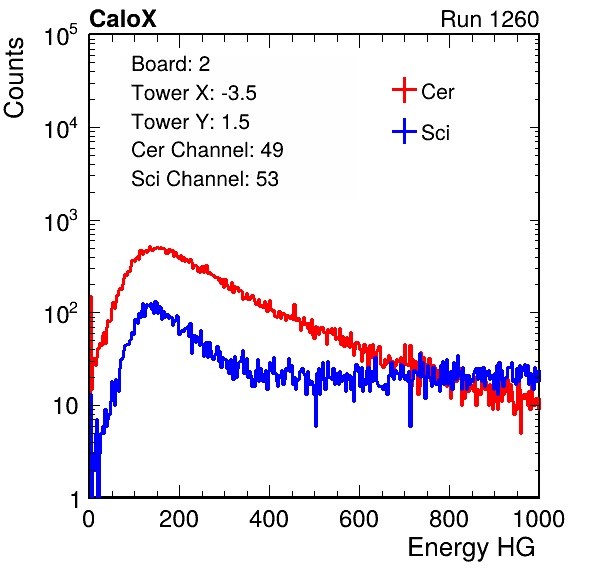 CaloX Run 1260
Counts
10^5
10^4
10^3
10^2
10
1
Board: 2
Tower X: -3.5
Tower Y: 1.5
Cer Channel: 49
Sci Channel: 53
Cer
Sci
0 200 400 600 800 1000
Energy HG